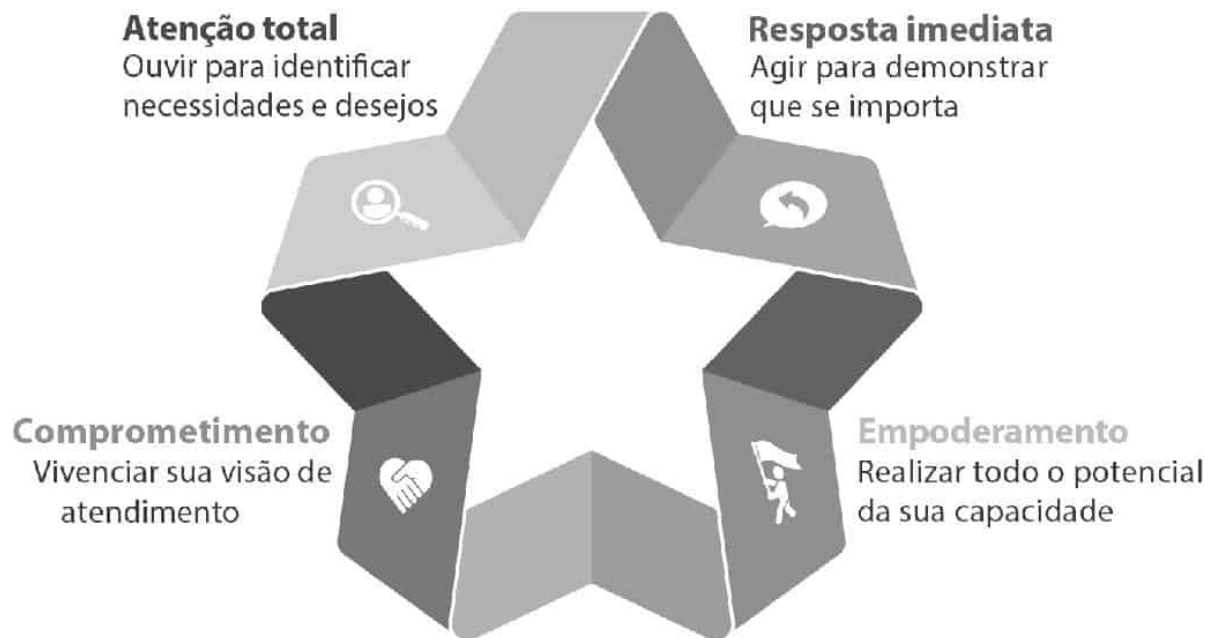 Atenção total
Ouvir para identificar
necessidades e desejos
Resposta imediata
Agir para demonstrar
que se importa
Comprometimento
Vivenciar sua visão de
atendimento
Empoderamento
Realizar todo o potencial
da sua capacidade